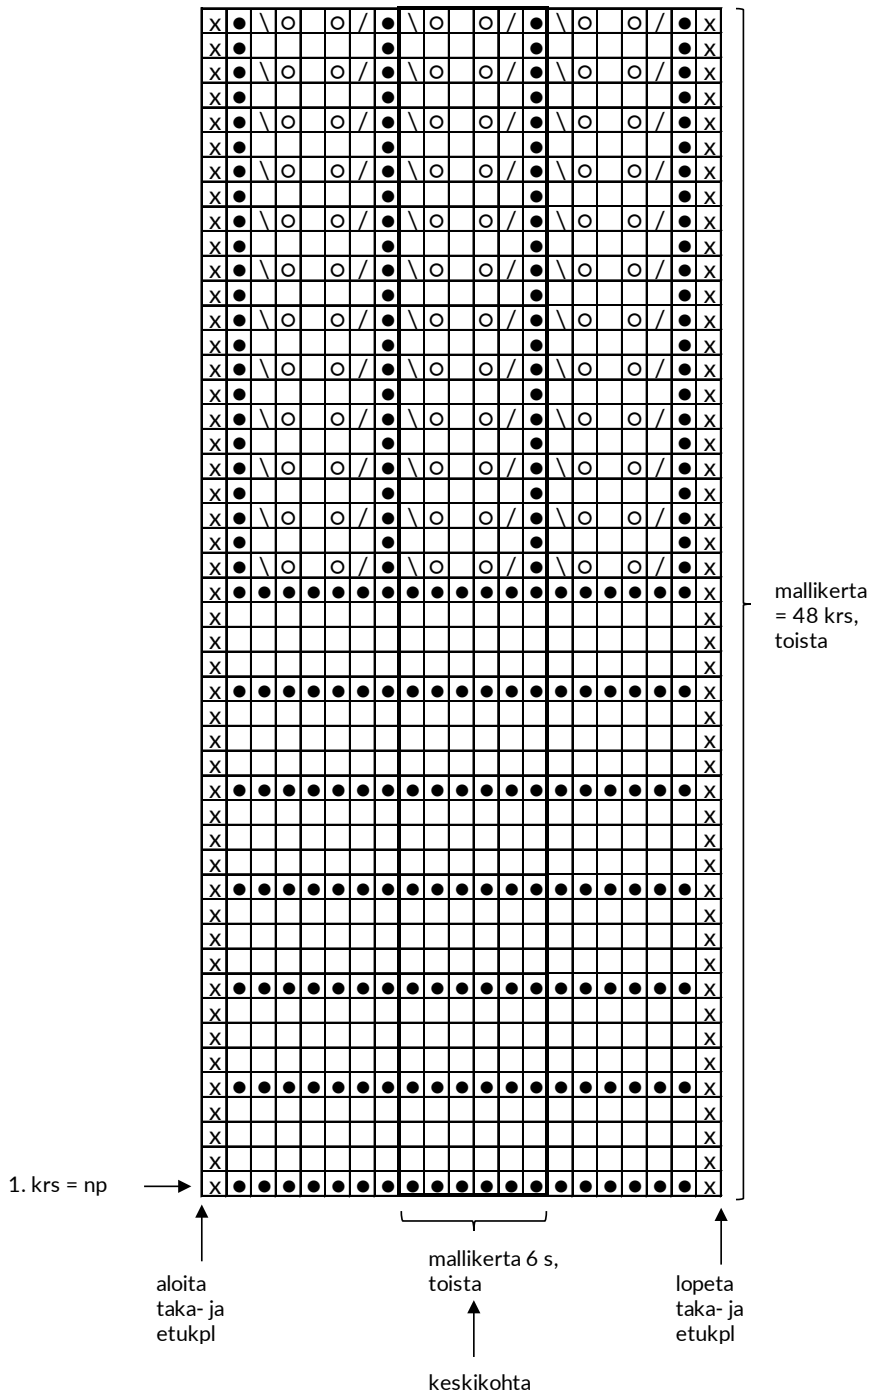 mallikerta
= 48 krs,
toista
1. krs = np
mallikerta 6 s,
toista
aloita
taka- ja
etukpl
lopeta
taka- ja
etukpl
keskikohta